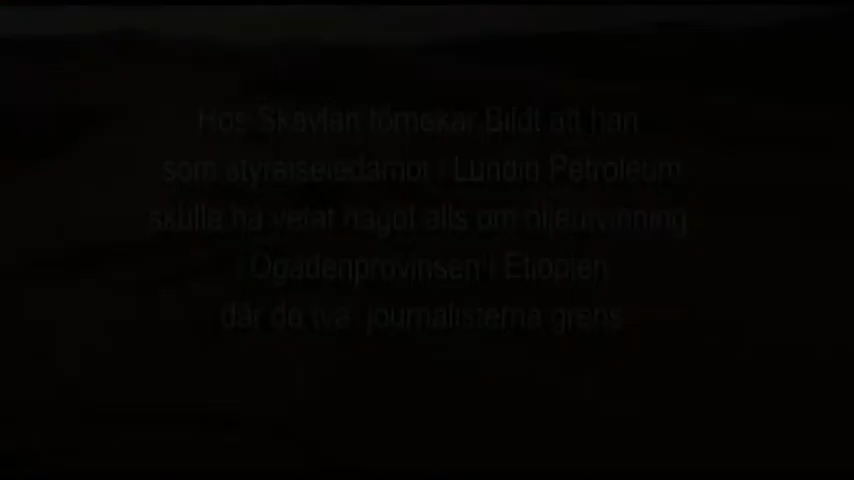 Hos Skavlan förnekar Bildt att han
som styrelseledamot i Lundin Petroleum
skulle ha vetat något alls om oljeutvinning
i Ogadenprovinsen i Etiopien
där de två journalisterna greps